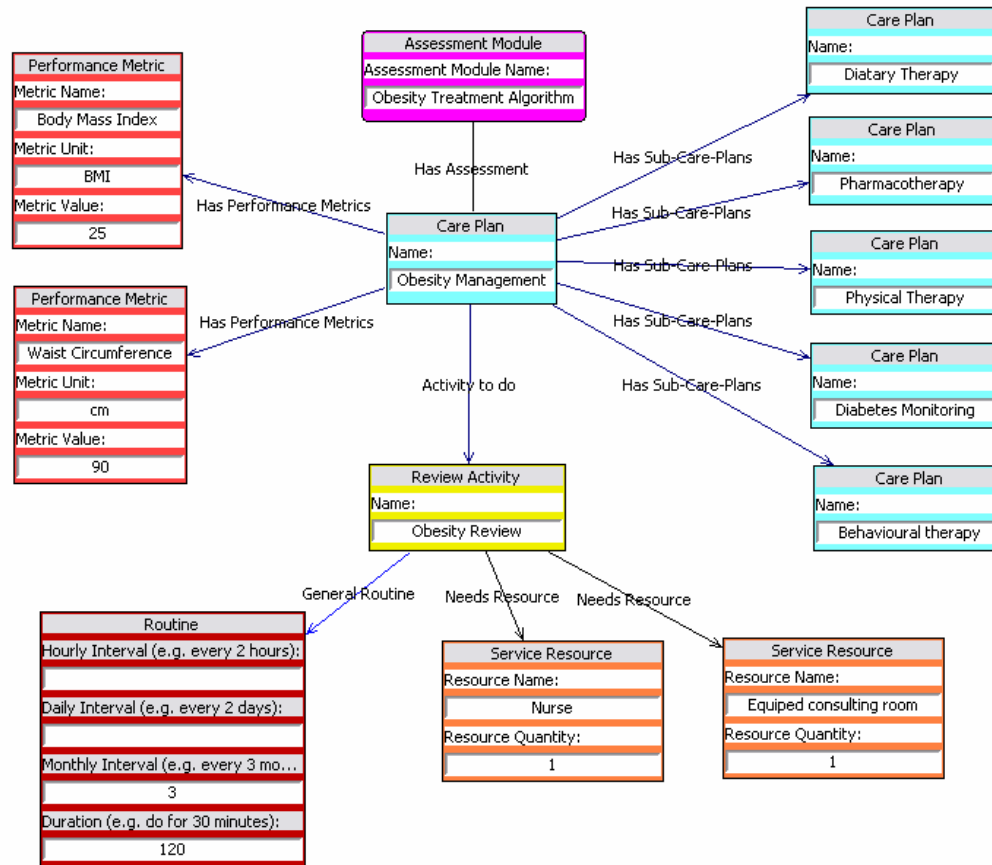 Performance Metric
Metric Name:
Body Mass Index
Metric Unit:
BMI
Metric Value:
25
Assessment Module
Assessment Module Name:
Obesity Treatment Algorithm
Care Plan
Name:
Diatary Therapy
Has Assessment
Has Performance Metrics
Has Sub-Care-Plans
Care Plan
Name:
Pharmacotherapy
Has Sub-Care-Plans
Care Plan
Name:
Obesity Management
Has Sub-Care-Plans
Care Plan
Name:
Physical Therapy
Performance Metric
Metric Name:
Waist Circumference
Metric Unit:
cm
Metric Value:
90
Has Performance Metrics
Has Sub-Care-Plans
Care Plan
Name:
Diabetes Monitoring
Activity to do
Has Sub-Care-Plans
Care Plan
Name:
Behavioural therapy
Review Activity
Name:
Obesity Review
General Routine
Needs Resource
Needs Resource
Routine
Hourly Interval (e.g. every 2 hours):
Daily Interval (e.g. every 2 days):
Monthly Interval (e.g. every 3 mo...
3
Duration (e.g. do for 30 minutes):
120
Service Resource
Resource Name:
Nurse
Resource Quantity:
1
Service Resource
Resource Name:
Equiped consulting room
Resource Quantity:
1